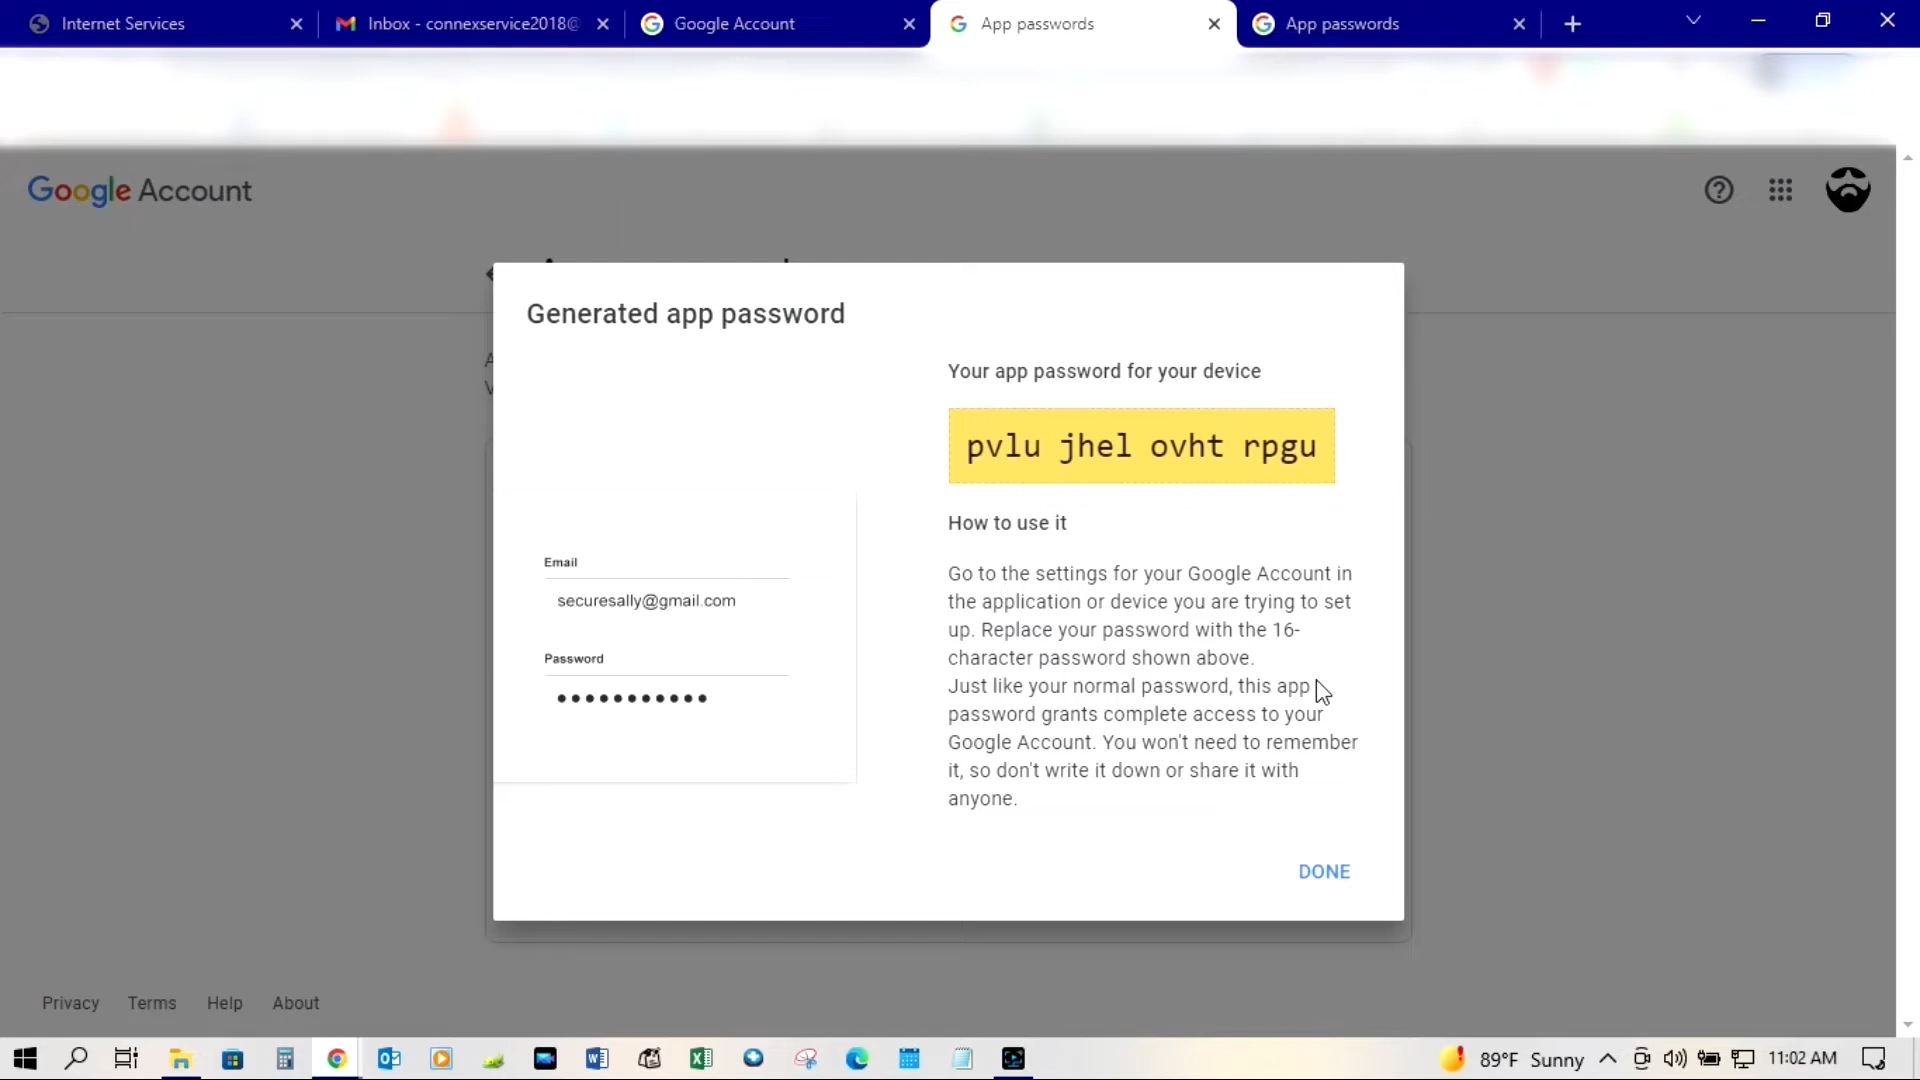 Internet Services
Inbox - connexservice2018@
Google Account
App passwords
App passwords
Google Account
Generated app password
Your app password for your device
pvlu jhel ovht rpgu
How to use it
Email
securesally@gmail.com
Password
Go to the settings for your Google Account in
the application or device you are trying to set
up. Replace your password with the 16-
character password shown above.
Just like your normal password, this app
password grants complete access to your
Google Account. You won't need to remember
it, so don't write it down or share it with
anyone.
DONE
Privacy
Terms
Help
About
89°F Sunny
11:02 AM